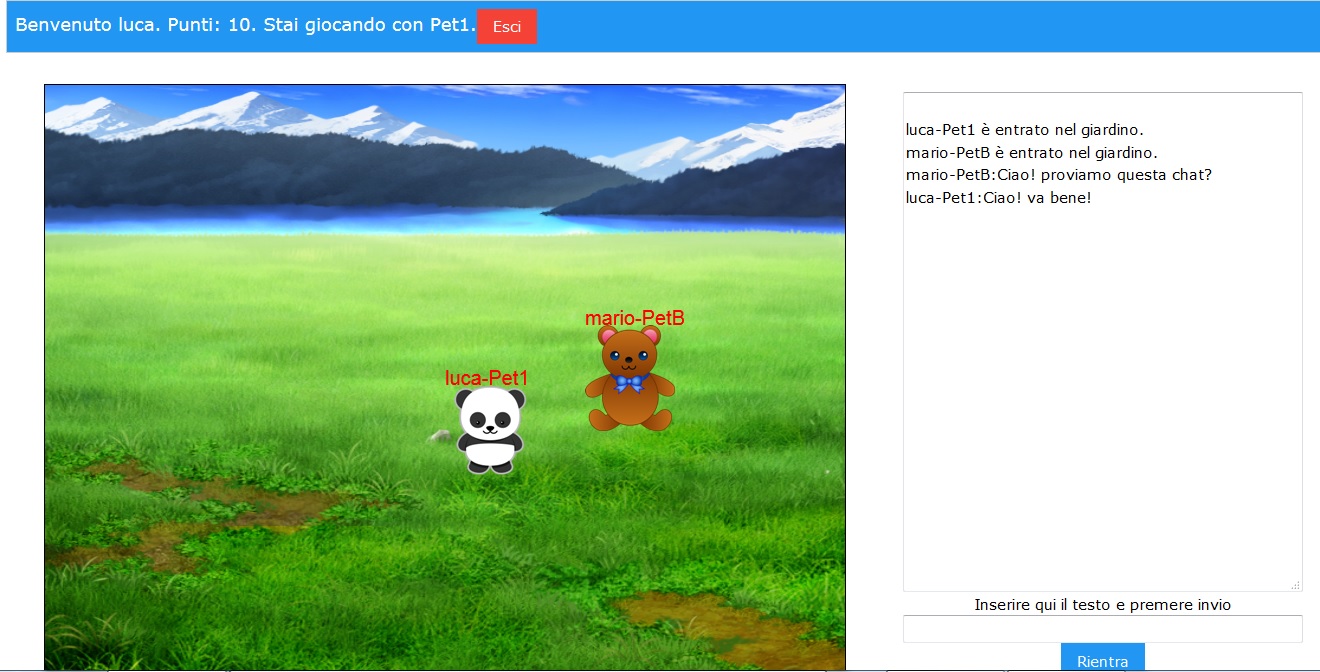 Benvenuto luca. Punti: 10. Stai giocando con Pet1. Esci
luca-Pet1 è entrato nel giardino.
mario-PetB è entrato nel giardino.
mario-PetB:Ciao! proviamo questa chat?
luca-Pet1:Ciao! va bene!
mario-PetB
luca-Pet1
Inserire qui il testo e premere invio
Rientra